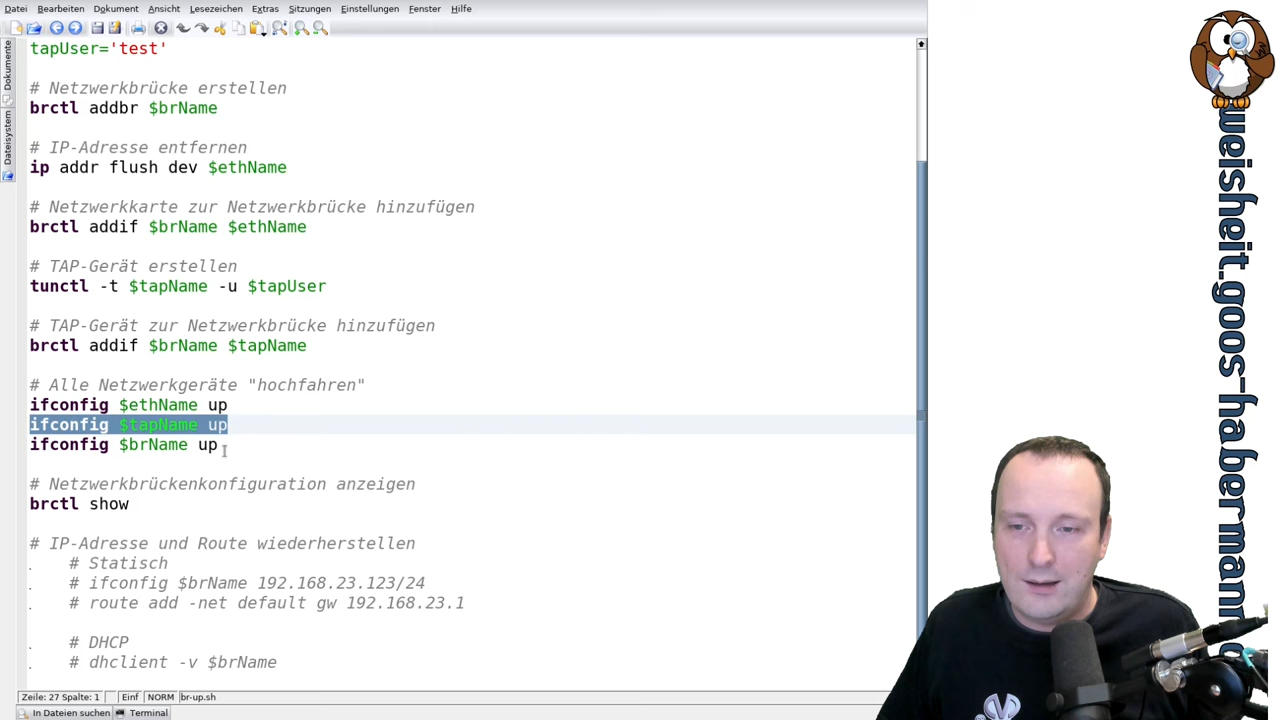 Datei Bearbeiten Dokument Ansicht Lesezeichen Extras Sitzungen Einstellungen Fenster Hilfe
Dokumente
Dateisystem
tapUser='test'
# Netzwerkbrücke erstellen
brctl addbr $brName
# IP-Adresse entfernen
ip addr flush dev $ethName
# Netzwerkkarte zur Netzwerkbrücke hinzufügen
brctl addif $brName $ethName
# TAP-Gerät erstellen
tunctl -t $tapName -u $tapUser
# TAP-Gerät zur Netzwerkbrücke hinzufügen
brctl addif $brName $tapName
# Alle Netzwerkgeräte "hochfahren"
ifconfig $ethName up
ifconfig $tapName up
ifconfig $brName up
# Netzwerkbrückenkonfiguration anzeigen
brctl show
# IP-Adresse und Route wiederherstellen
# Statisch
# ifconfig $brName 192.168.23.123/24
# route add -net default gw 192.168.23.1
# DHCP
# dhclient -v $brName
Zeile: 27 Spalte: 1 Einf NORM br-up.sh
In Dateien suchen Terminal
weisheit.goos-habermann.